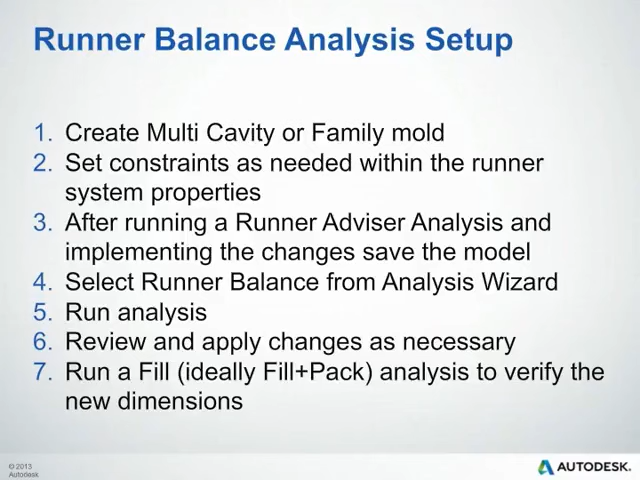 Runner Balance Analysis Setup
1. Create Multi Cavity or Family mold
2. Set constraints as needed within the runner
system properties
3. After running a Runner Adviser Analysis and
implementing the changes save the model
4. Select Runner Balance from Analysis Wizard
5. Run analysis
6. Review and apply changes as necessary
7. Run a Fill (ideally Fill+Pack) analysis to verify the
new dimensions
© 2013
Autodesk
AUTODESK.